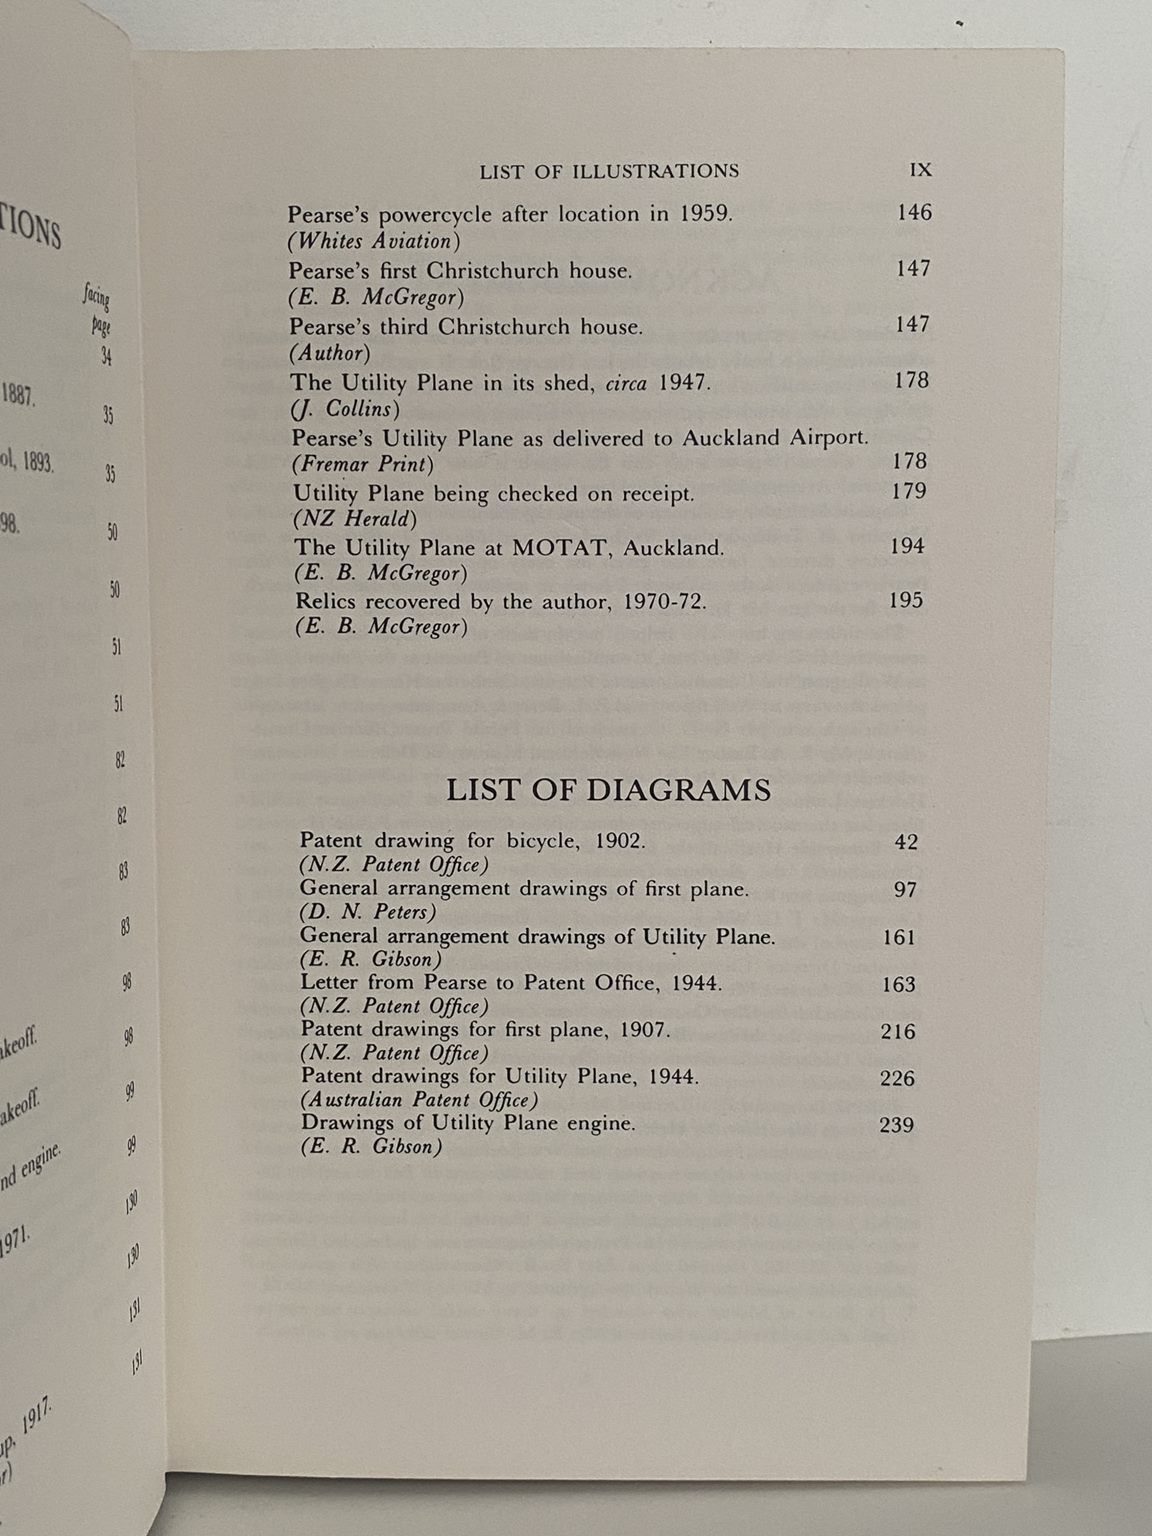 TIONS
facing
page
34
1887.
35
ol, 1893.
35
98.
50
50
51
51
82
82
83
83
98
akeoff.
98
akeoff.
99
nd engine.
99
130
1971.
130
131
131
up, 1917.
r)
LIST OF ILLUSTRATIONS IX
Pearse's powercycle after location in 1959. 146
(Whites Aviation)
Pearse's first Christchurch house. 147
(E. B. McGregor)
Pearse's third Christchurch house. 147
(Author)
The Utility Plane in its shed, circa 1947. 178
(J. Collins)
Pearse's Utility Plane as delivered to Auckland Airport.
(Fremar Print) 178
Utility Plane being checked on receipt. 179
(NZ Herald)
The Utility Plane at MOTAT, Auckland. 194
(E. B. McGregor)
Relics recovered by the author, 1970-72. 195
(E. B. McGregor)
LIST OF DIAGRAMS
Patent drawing for bicycle, 1902. 42
(N.Z. Patent Office)
General arrangement drawings of first plane. 97
(D. N. Peters)
General arrangement drawings of Utility Plane. 161
(E. R. Gibson)
Letter from Pearse to Patent Office, 1944. 163
(N.Z. Patent Office)
Patent drawings for first plane, 1907. 216
(N.Z. Patent Office)
Patent drawings for Utility Plane, 1944. 226
(Australian Patent Office)
Drawings of Utility Plane engine. 239
(E. R. Gibson)